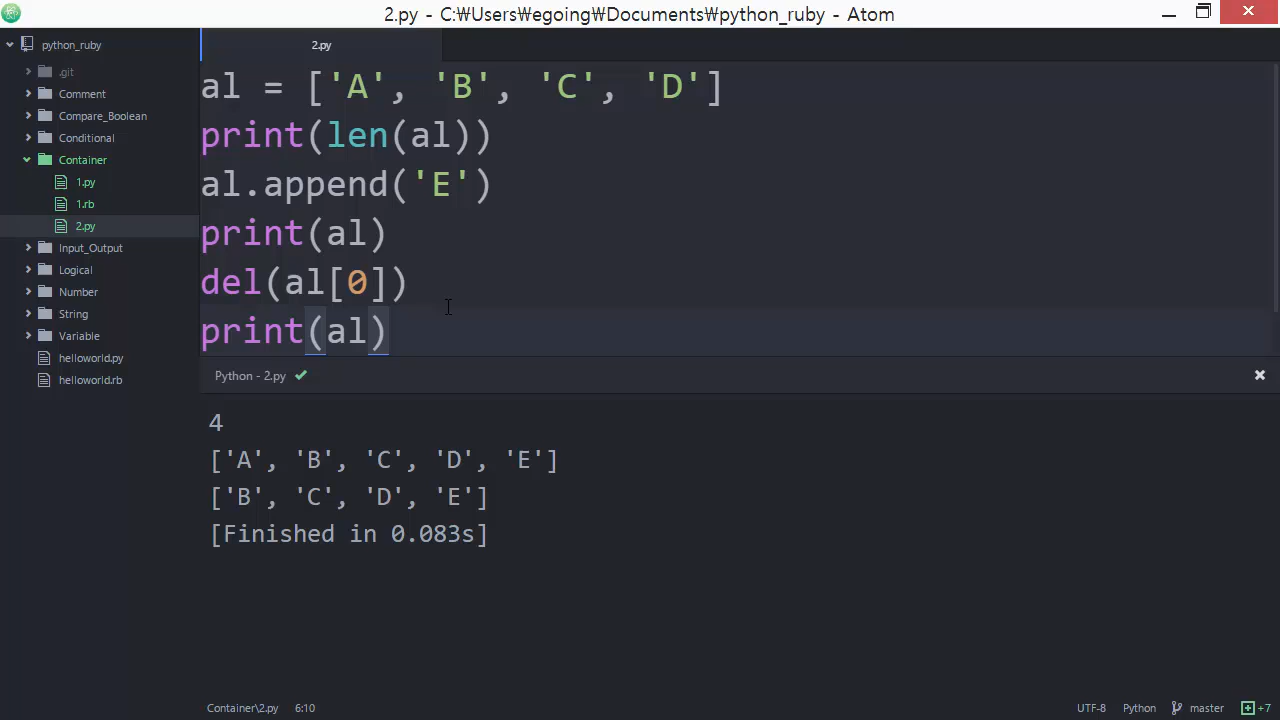 2.py - C:₩Users₩egoing₩Documents₩python_ruby - Atom
python_ruby
.git
Comment
Compare_Boolean
Conditional
Container
1.py
1.rb
2.py
Input_Output
Logical
Number
String
Variable
helloworld.py
helloworld.rb
2.py
al = ['A', 'B', 'C', 'D']
print(len(al))
al.append('E')
print(al)
del(al[0])
print(al)
Python - 2.py
4
['A', 'B', 'C', 'D', 'E']
['B', 'C', 'D', 'E']
[Finished in 0.083s]
Container\2.py 6:10 UTF-8 Python master +7